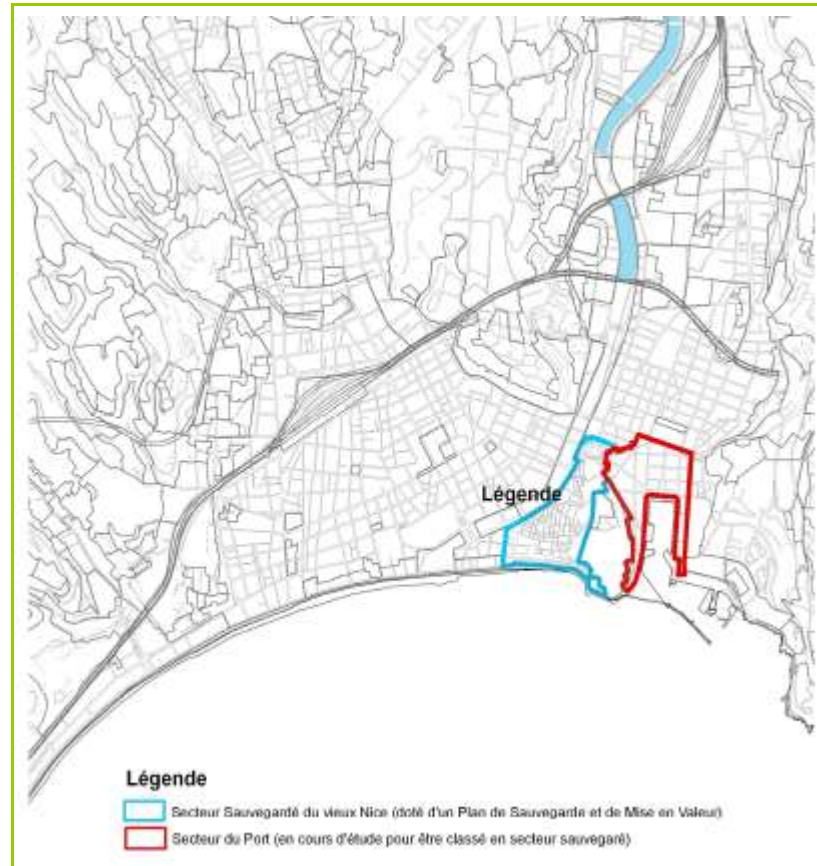 Légende
Légende
Secteur Sauvegardé du vieux Nice (doté d'un Plan de Sauvegarde et de Mise en Valeur)
Secteur du Port (en cours d'étude pour être classé en secteur sauvegaré)